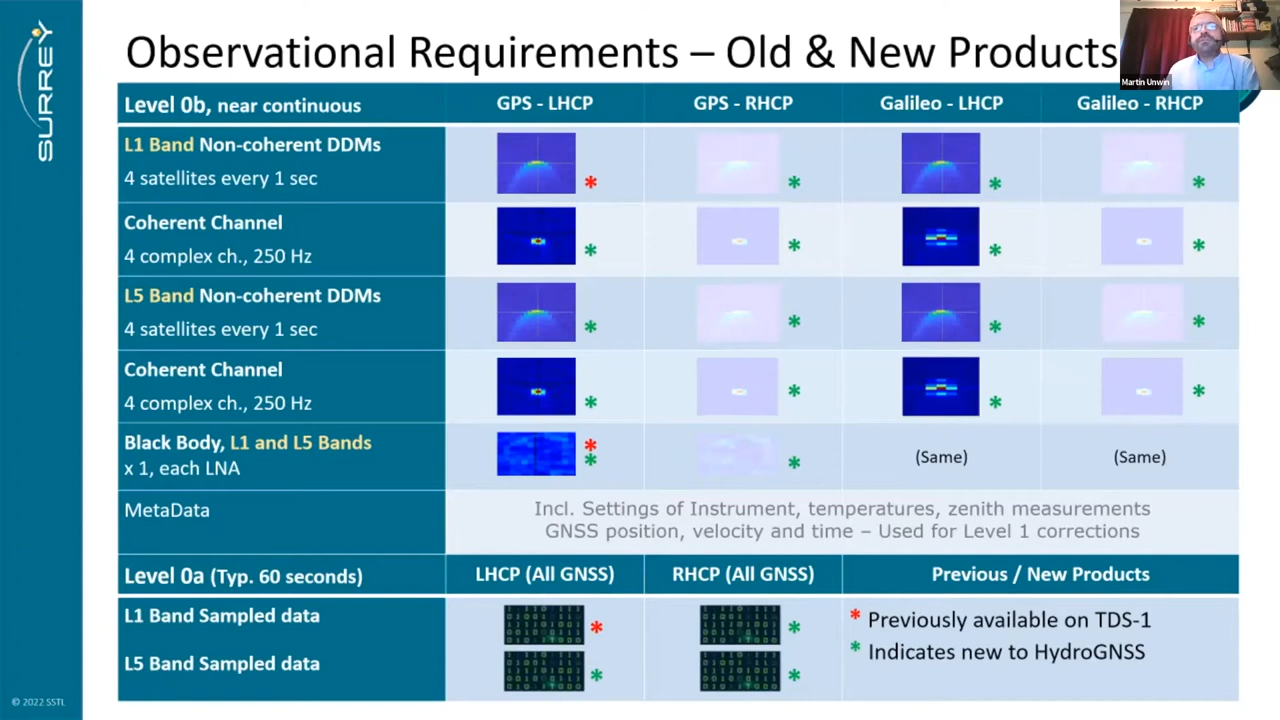 SURREY
Observational Requirements – Old & New Products
Martin Unwin
Level 0b, near continuous
GPS - LHCP
GPS - RHCP
Galileo - LHCP
Galileo - RHCP
L1 Band Non-coherent DDMs
4 satellites every 1 sec
*
*
*
*
Coherent Channel
4 complex ch., 250 Hz
*
*
*
*
L5 Band Non-coherent DDMs
4 satellites every 1 sec
*
*
*
*
Coherent Channel
4 complex ch., 250 Hz
*
*
*
*
Black Body, L1 and L5 Bands
x 1, each LNA
*
*
*
(Same)
(Same)
MetaData
Incl. Settings of Instrument, temperatures, zenith measurements
GNSS position, velocity and time – Used for Level 1 corrections
Level 0a (Typ. 60 seconds)
LHCP (All GNSS)
RHCP (All GNSS)
Previous / New Products
L1 Band Sampled data
*
*
L5 Band Sampled data
*
*
* Previously available on TDS-1
* Indicates new to HydroGNSS
© 2022 SSTL